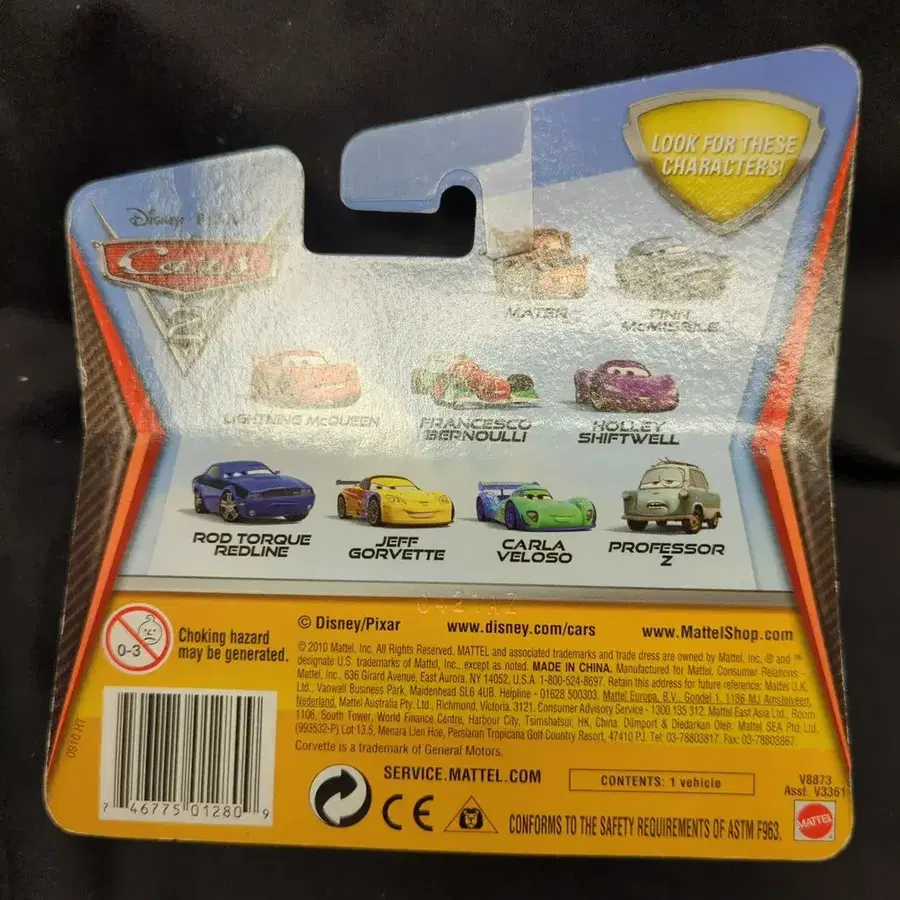 LOOK FOR THESE
CHARACTERS!
Disney PIXAR
Cars
2
MATER
FINN
McMISSILE
LIGHTNING McQUEEN
FRANCESCO
BERNOULLI
HOLLEY
SHIFTWELL
ROD TORQUE
REDLINE
JEFF
GORVETTE
CARLA
VELOSO
PROFESSOR
Z
0-3
Choking hazard
may be generated.
© Disney/Pixar www.disney.com/cars www.MattelShop.com
© 2010 Mattel, Inc. All Rights Reserved. MATTEL and associated trademarks and trade dress are owned by Mattel, Inc. ® and ™
designate U.S. trademarks of Mattel, Inc., except as noted. MADE IN CHINA. Manufactured for Mattel. Consumer Relations -
Mattel, Inc., 636 Girard Avenue, East Aurora, NY 14052, U.S.A. 1-800-524-8697. Retain this address for future reference: Mattel U.K.
Ltd., Vanwall Business Park, Maidenhead SL6 4UB. Helpline - 01628 500303. Mattel Europa, B.V., Gondel 1, 1186 MJ Amstelveen,
Nederland. Mattel Australia Pty. Ltd., Richmond, Victoria. 3121. Consumer Advisory Service - 1300 135 312. Mattel East Asia Ltd., Room
1106, South Tower, World Finance Centre, Harbour City, Tsimshatsui, HK, China. Diimport & Diedarkan Oleh: Mattel SEA Ptd. Ltd.
(993532-P) Lot 13.5, Menara Lien Hoe, Persiaran Tropicana Golf Country Resort, 47410 PJ. Tel: 03-78803817. Fax: 03-78803867.
Corvette is a trademark of General Motors.
0910 HT
SERVICE.MATTEL.COM
CONTENTS: 1 vehicle
V8873
Asst. V3361
7 46775 01280 9
CE
CONFORMS TO THE SAFETY REQUIREMENTS OF ASTM F963.
MATTEL